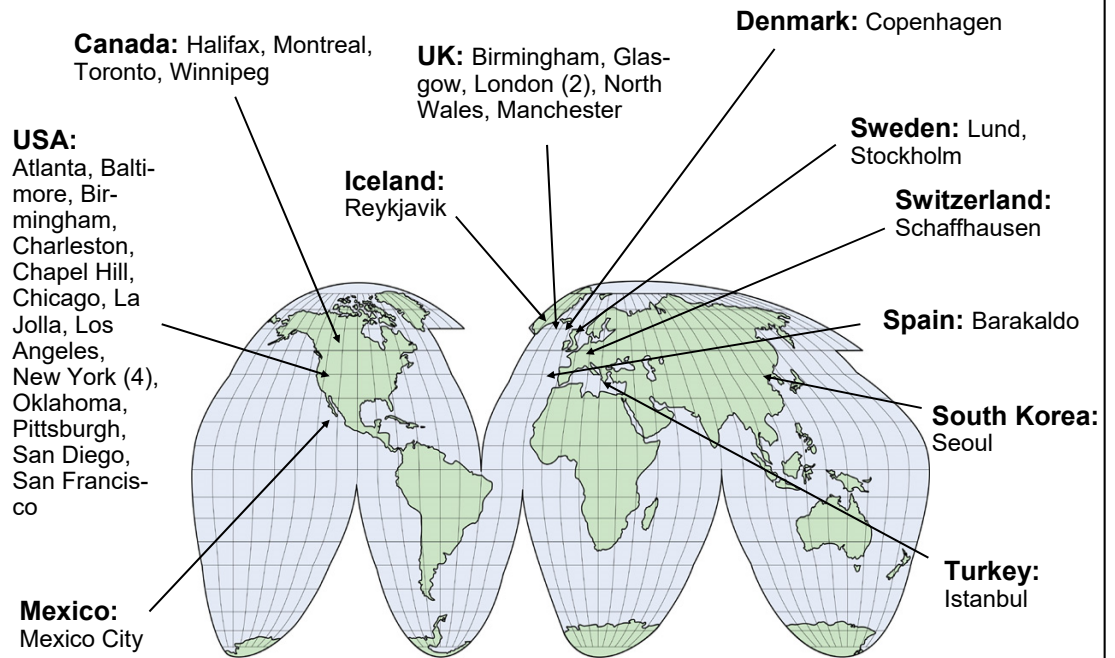 Denmark: Copenhagen
Canada: Halifax, Montreal,
Toronto, Winnipeg
UK: Birmingham, Glas-
gow, London (2), North
Wales, Manchester
Sweden: Lund,
Stockholm
USA:
Atlanta, Balti-
more, Bir-
mingham,
Charleston,
Chapel Hill,
Chicago, La
Jolla, Los
Angeles,
New York (4),
Oklahoma,
Pittsburgh,
San Diego,
San Francis-
co
Iceland:
Reykjavik
Switzerland:
Schaffhausen
Spain: Barakaldo
South Korea:
Seoul
Turkey:
Istanbul
Mexico:
Mexico City